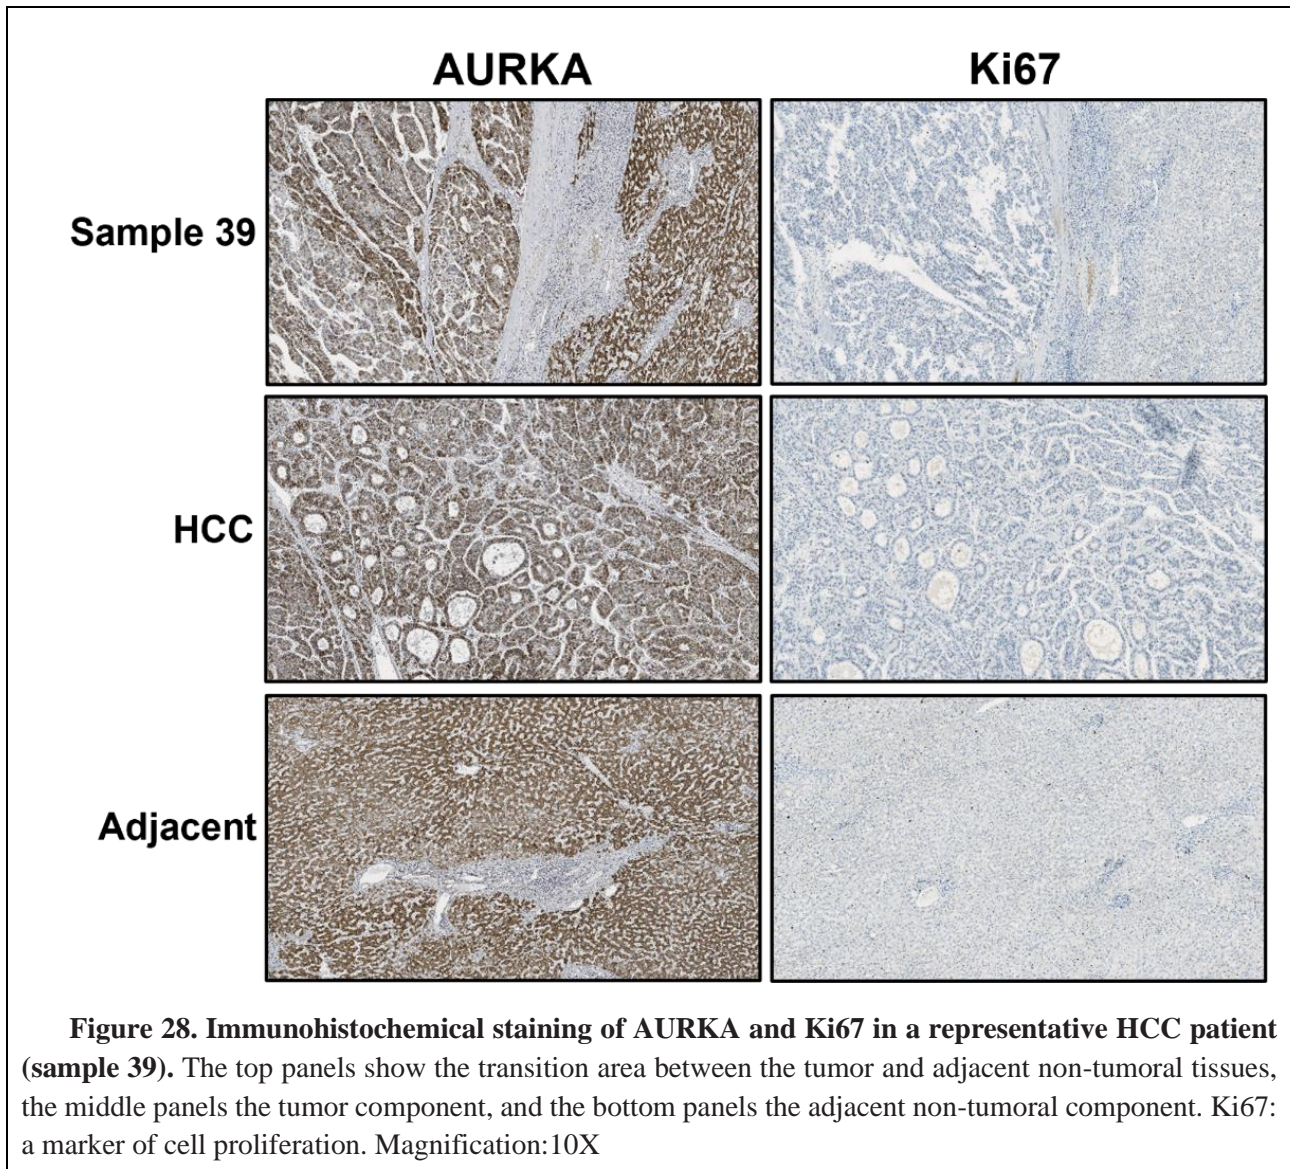 AURKA Ki67
Sample 39
HCC
Adjacent
Figure 28. Immunohistochemical staining of AURKA and Ki67 in a representative HCC patient
(sample 39). The top panels show the transition area between the tumor and adjacent non-tumoral tissues,
the middle panels the tumor component, and the bottom panels the adjacent non-tumoral component. Ki67:
a marker of cell proliferation. Magnification:10X